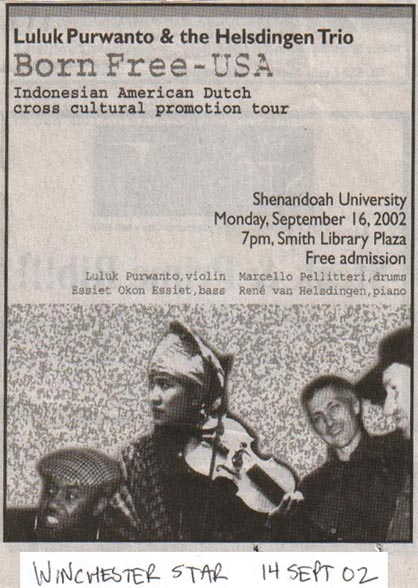 Luluk Purwanto & the Helsdingen Trio
Born Free-USA
Indonesian American Dutch
cross cultural promotion tour
Shenandoah University
Monday, September 16, 2002
7pm, Smith Library Plaza
Free admission
Luluk Purwanto,violin Marcello Pellitteri,drums
Essiet Okon Essiet,bass René van Helsdingen,piano
WINCHESTER STAR 14 SEPT 02